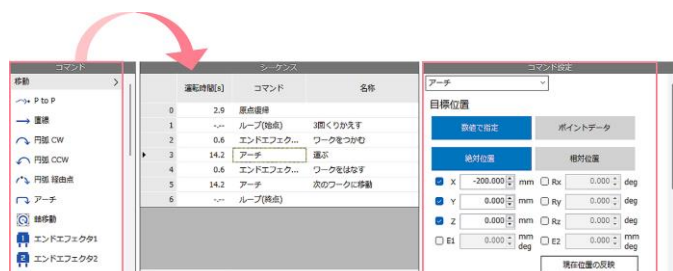 コマンド
移動 >
P to P
直線
円弧 CW
円弧 CCW
円弧 経由点
アーチ
軸移動
エンドエフェクタ1
エンドエフェクタ2
シーケンス
運転時間[s] コマンド 名称
0 2.9 原点復帰
1 -.-- ループ(始点) 3回くりかえす
2 0.6 エンドエフェク... ワークをつかむ
3 14.2 アーチ 運ぶ
4 0.6 エンドエフェク... ワークをはなす
5 14.2 アーチ 次のワークに移動
6 -.-- ループ(終点)
コマンド設定
アーチ
目標位置
数値で指定 ポイントデータ
絶対位置 相対位置
X -200.000 mm Rx 0.000 deg
Y 0.000 mm Ry 0.000 deg
Z 0.000 mm Rz 0.000 deg
E1 0.000 mm deg E2 0.000 mm deg
現在位置の反映